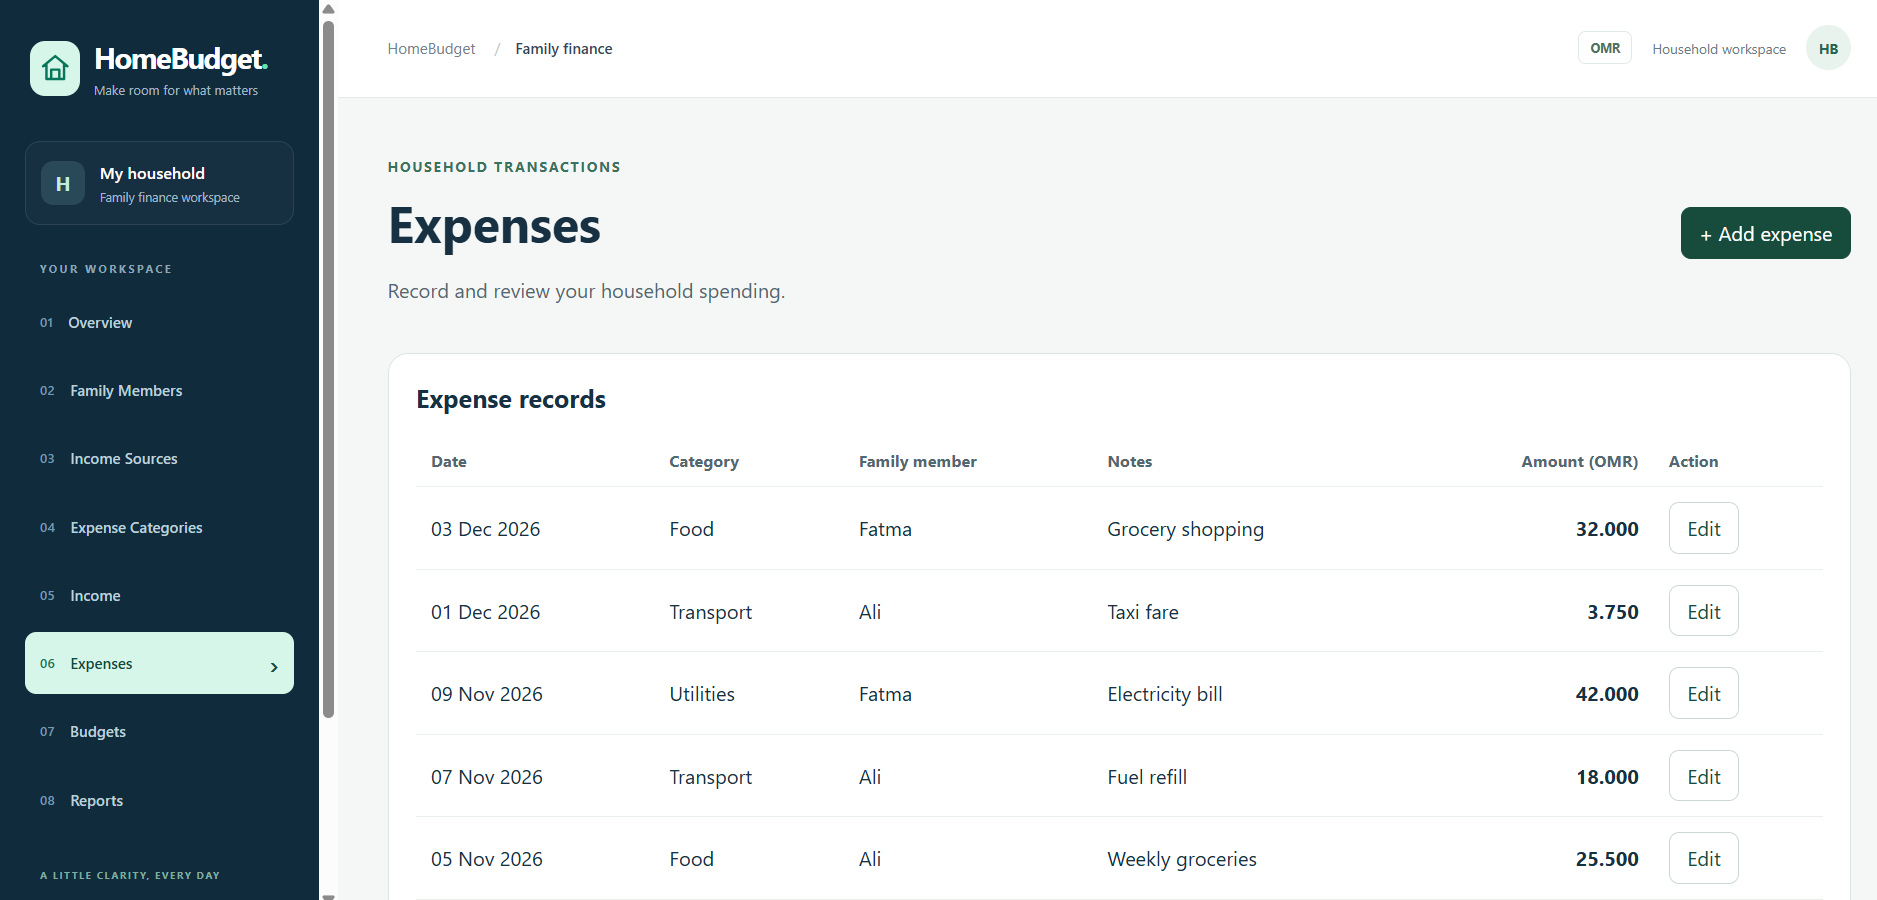 HomeBudget.
Make room for what matters
H
My household
Family finance workspace
YOUR WORKSPACE
01 Overview
02 Family Members
03 Income Sources
04 Expense Categories
05 Income
06 Expenses ›
07 Budgets
08 Reports
A LITTLE CLARITY, EVERY DAY
HomeBudget / Family finance
OMR Household workspace HB
HOUSEHOLD TRANSACTIONS
Expenses
+ Add expense
Record and review your household spending.
Expense records
Date Category Family member Notes Amount (OMR) Action
03 Dec 2026 Food Fatma Grocery shopping 32.000 Edit
01 Dec 2026 Transport Ali Taxi fare 3.750 Edit
09 Nov 2026 Utilities Fatma Electricity bill 42.000 Edit
07 Nov 2026 Transport Ali Fuel refill 18.000 Edit
05 Nov 2026 Food Ali Weekly groceries 25.500 Edit